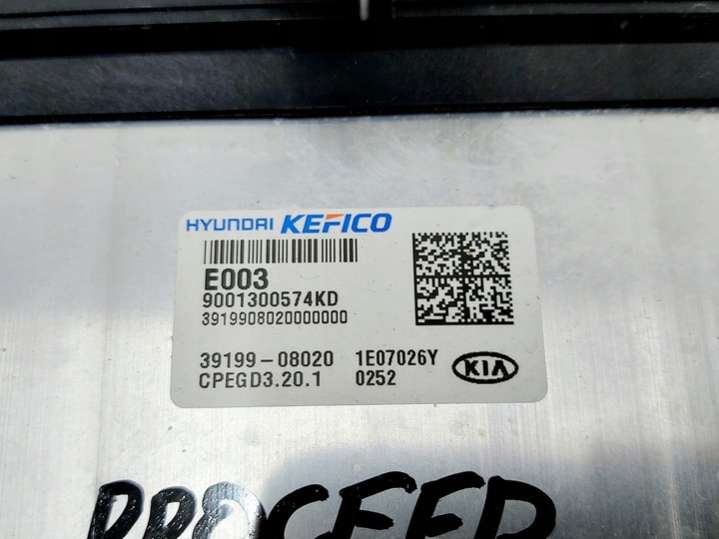 HYUNDAI KEFICO
E003
9001300574KD
3919908020000000
39199-08020 1E07026Y
CPEGD3.20.1 0252
KIA
PROCEED